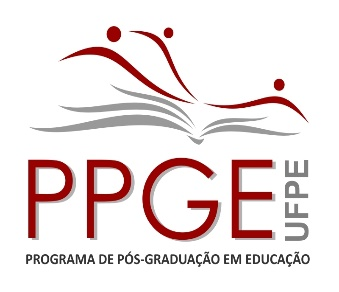 PPGE
UFPE
PROGRAMA DE PÓS-GRADUAÇÃO EM EDUCAÇÃO